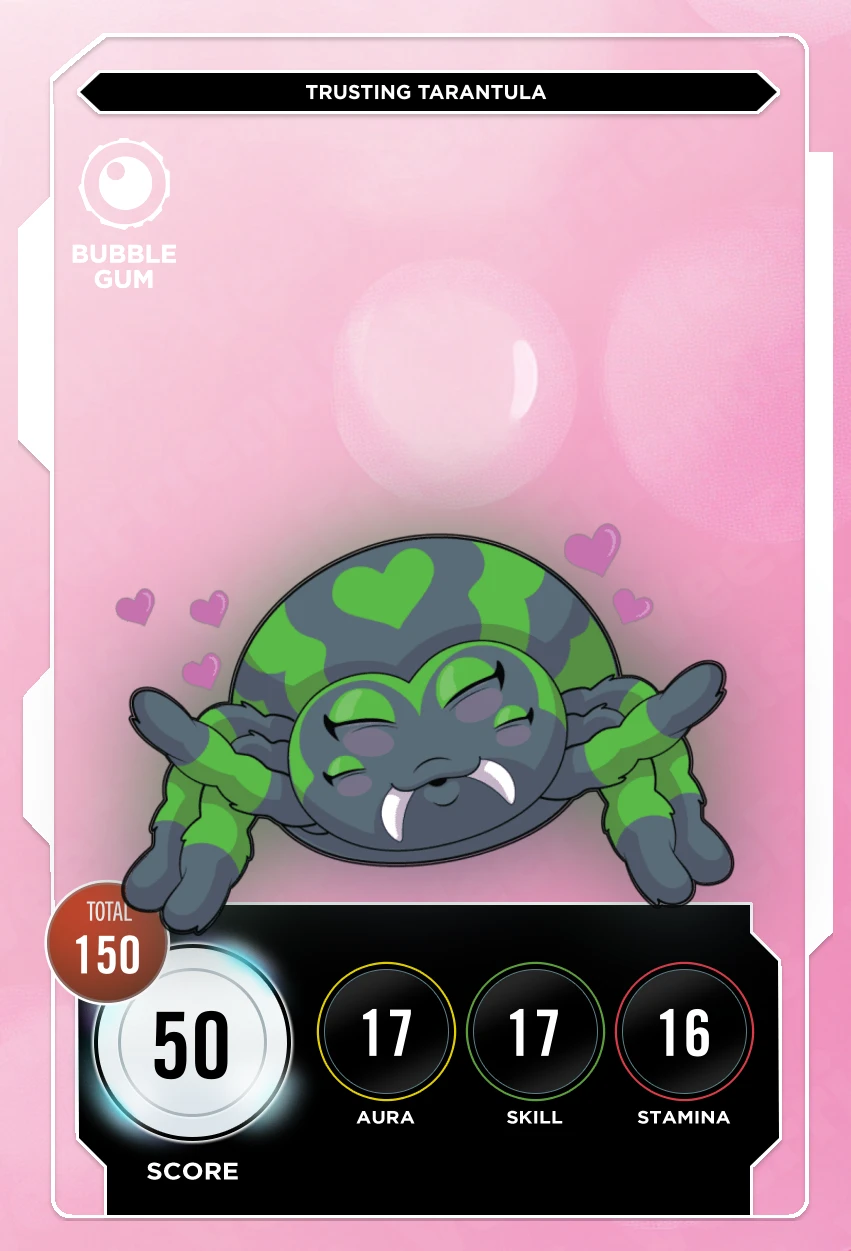 TRUSTING TARANTULA
BUBBLE
GUM
TOTAL
150
50
SCORE
17
AURA
17
SKILL
16
STAMINA